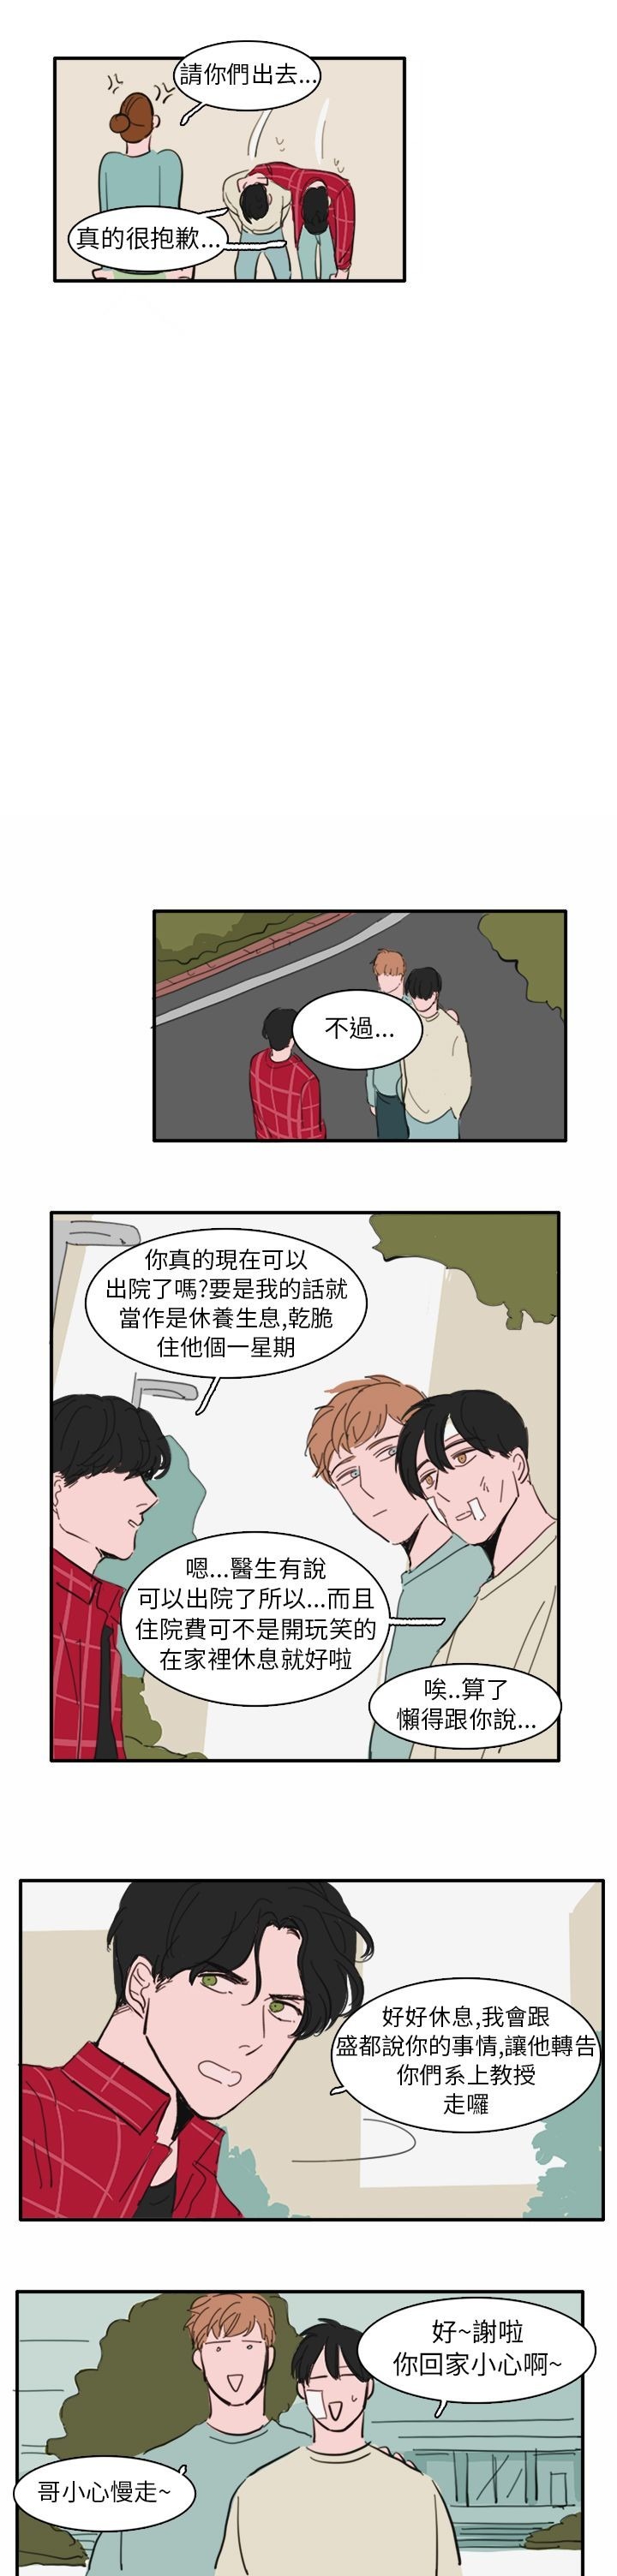 請你們出去...
真的很抱歉...
不過...
你真的現在可以
出院了嗎?要是我的話就
當作是休養生息,乾脆
住他個一星期
嗯...醫生有說
可以出院了所以...而且
住院費可不是開玩笑的
在家裡休息就好啦
唉..算了
懶得跟你說...
好好休息,我會跟
盛都說你的事情,讓他轉告
你們系上教授
走囉
好~謝啦
你回家小心啊~
哥小心慢走~